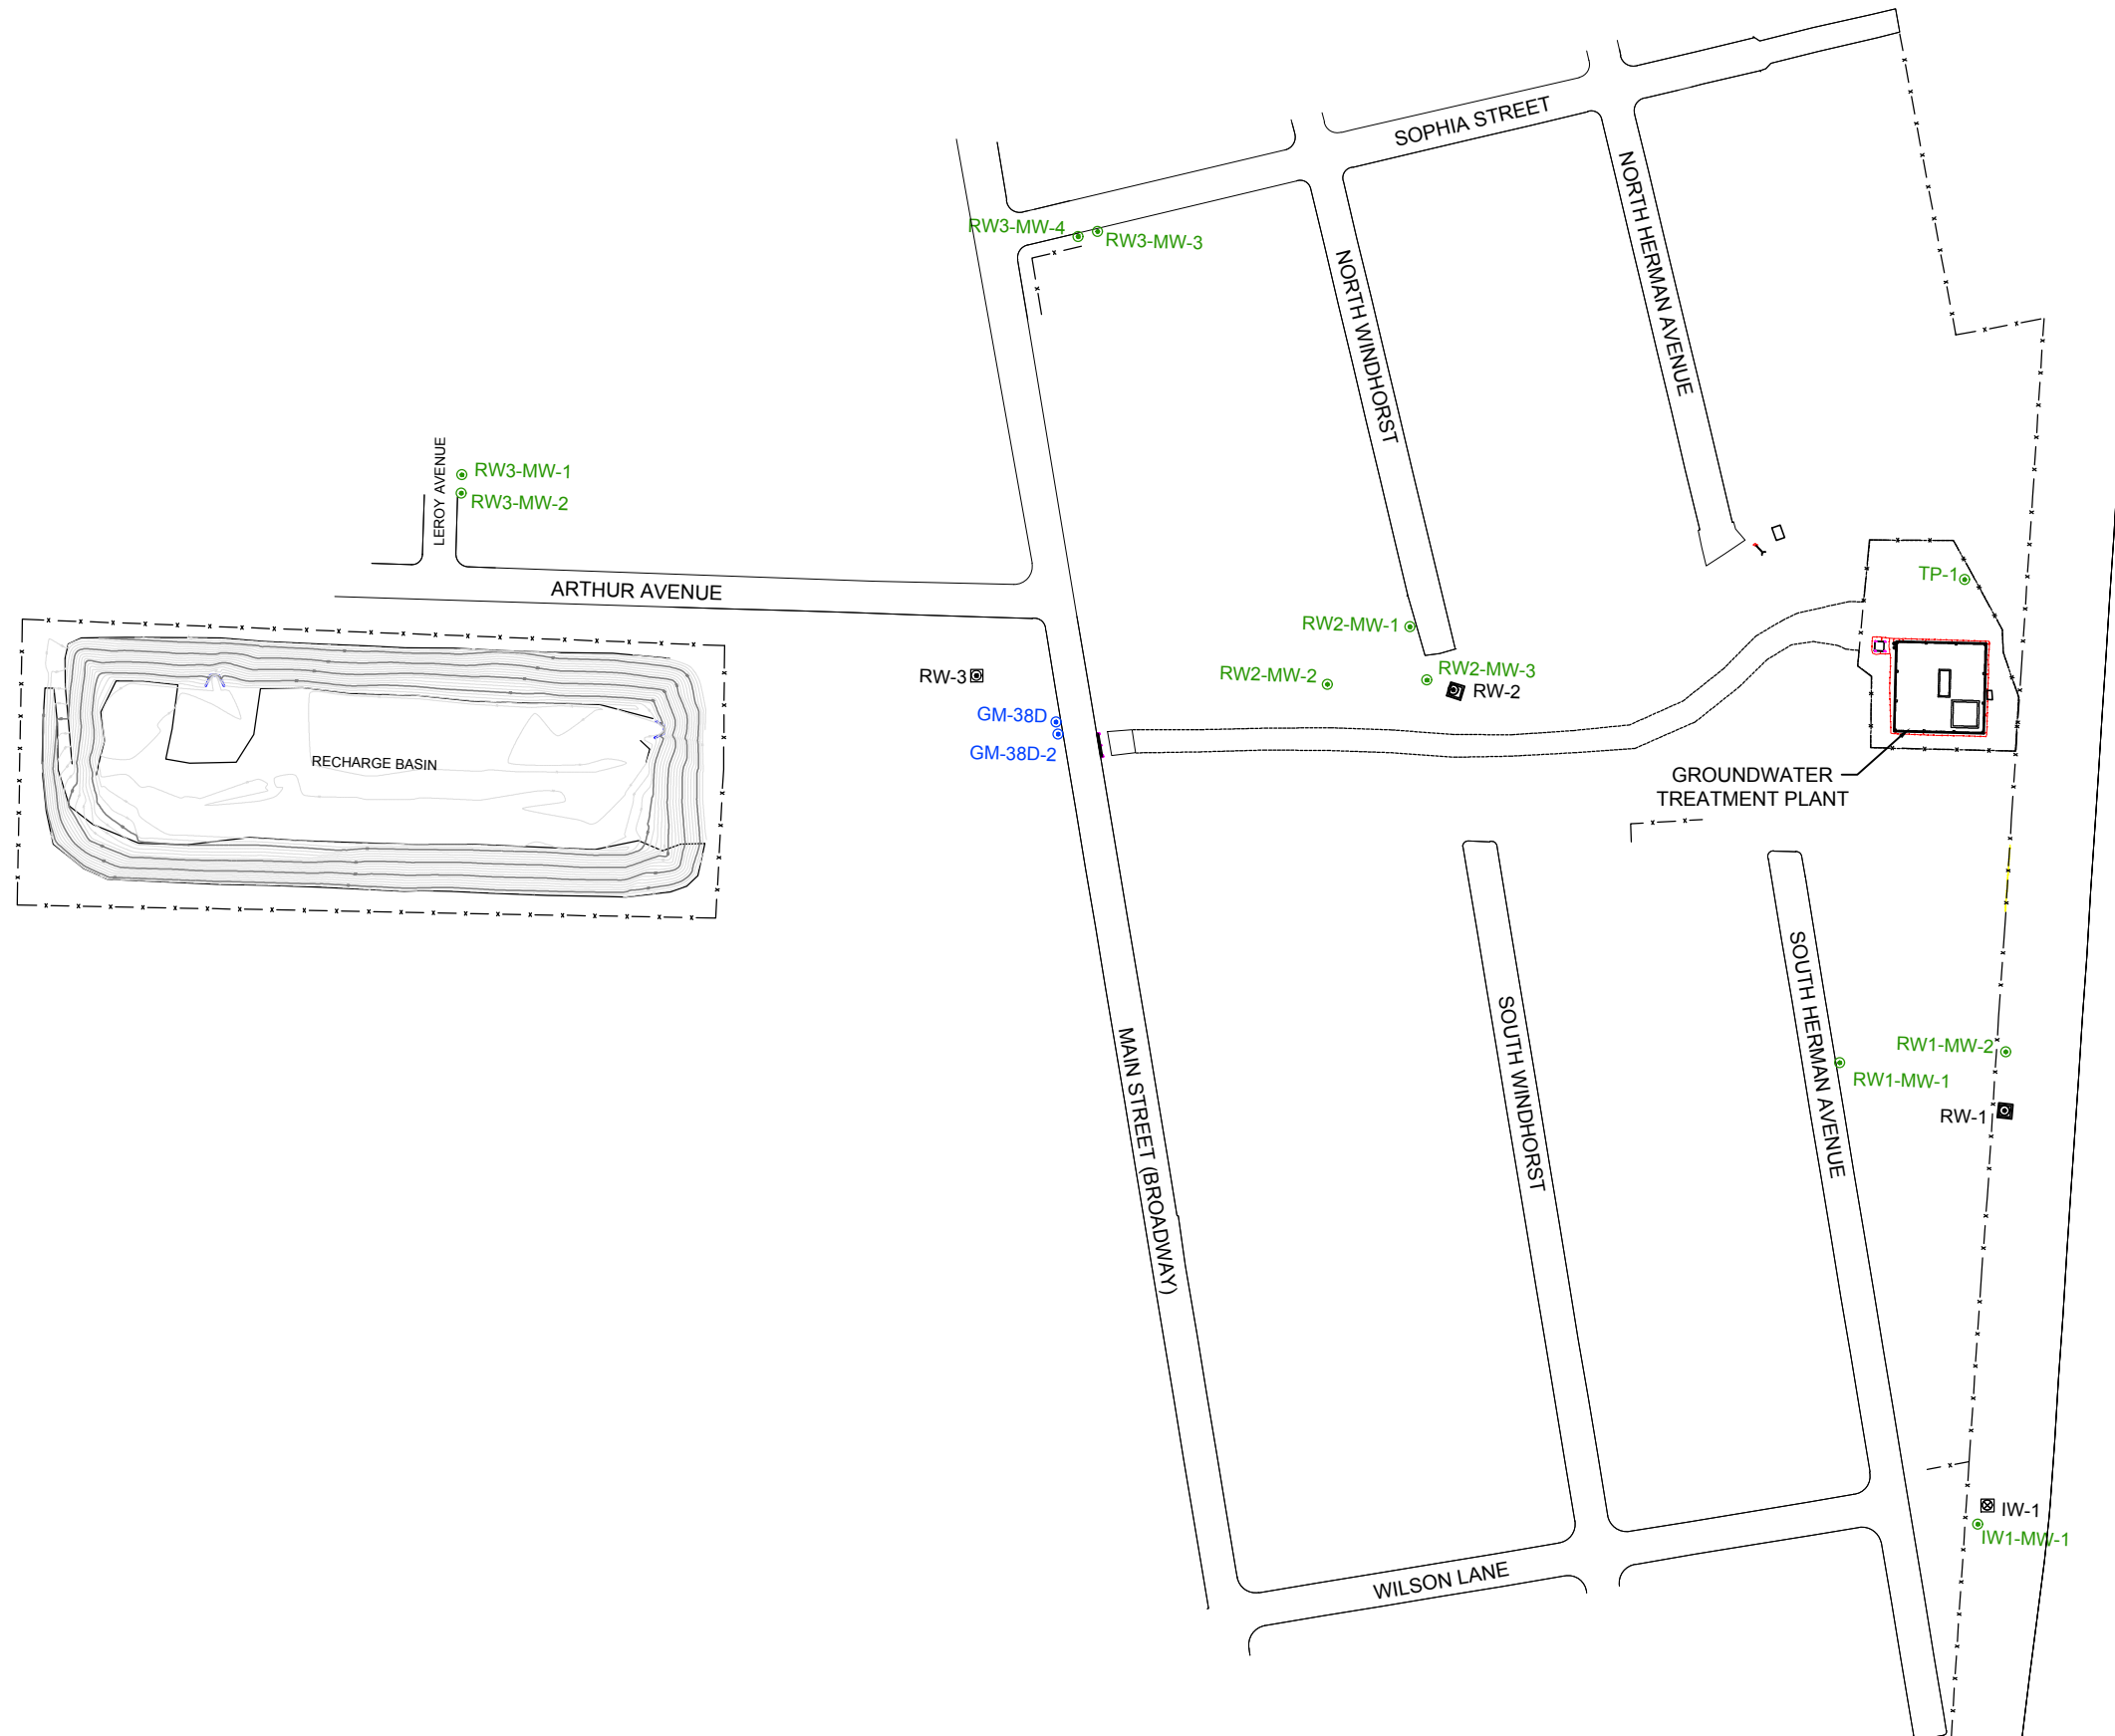 SOPHIA STREET
NORTH HERMAN AVENUE
RW3-MW-4
RW3-MW-3
NORTH WINDHORST
LEROY AVENUE
RW3-MW-1
RW3-MW-2
ARTHUR AVENUE
TP-1
RW2-MW-1
RW-3
RW2-MW-2
RW2-MW-3
RW-2
GM-38D
GM-38D-2
RECHARGE BASIN
GROUNDWATER
TREATMENT PLANT
SOUTH HERMAN AVENUE
SOUTH WINDHORST
MAIN STREET (BROADWAY)
RW1-MW-2
RW1-MW-1
RW-1
IW-1
IW1-MW-1
WILSON LANE